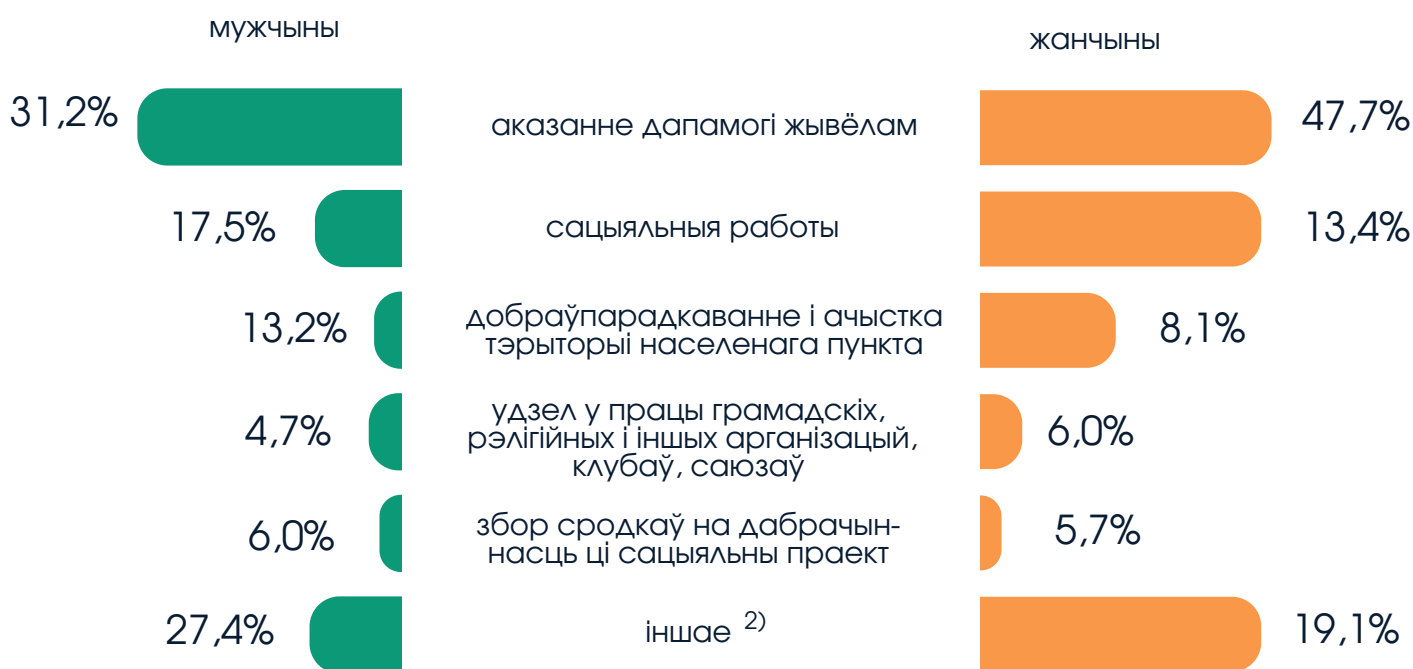 мужчыны
жанчыны
31,2%
аказанне дапамогі жывёлам
47,7%
17,5%
сацыяльныя работы
13,4%
13,2%
добраўпарадкаванне і ачыстка
тэрыторыі населенага пункта
8,1%
4,7%
удзел у працы грамадскіх,
рэлігійных і іншых арганізацый,
клубаў, саюзаў
6,0%
6,0%
збор сродкаў на дабрачын-
насць ці сацыяльны праект
5,7%
27,4%
іншае 2)
19,1%